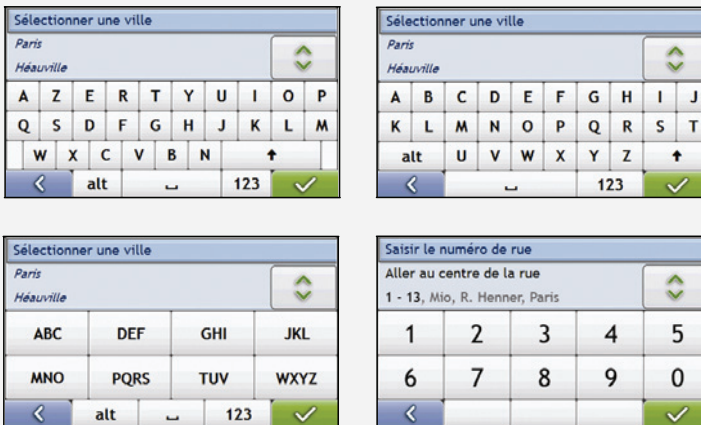 Sélectionner une ville
Paris
Héauville
A Z E R T Y U I O P
Q S D F G H J K L M
W X C V B N
alt 123
Sélectionner une ville
Paris
Héauville
A B C D E F G H I J
K L M N O P Q R S T
alt U V W X Y Z
123
Sélectionner une ville
Paris
Héauville
ABC DEF GHI JKL
MNO PQRS TUV WXYZ
alt 123
Saisir le numéro de rue
Aller au centre de la rue
1 - 13, Mio, R. Henner, Paris
1 2 3 4 5
6 7 8 9 0